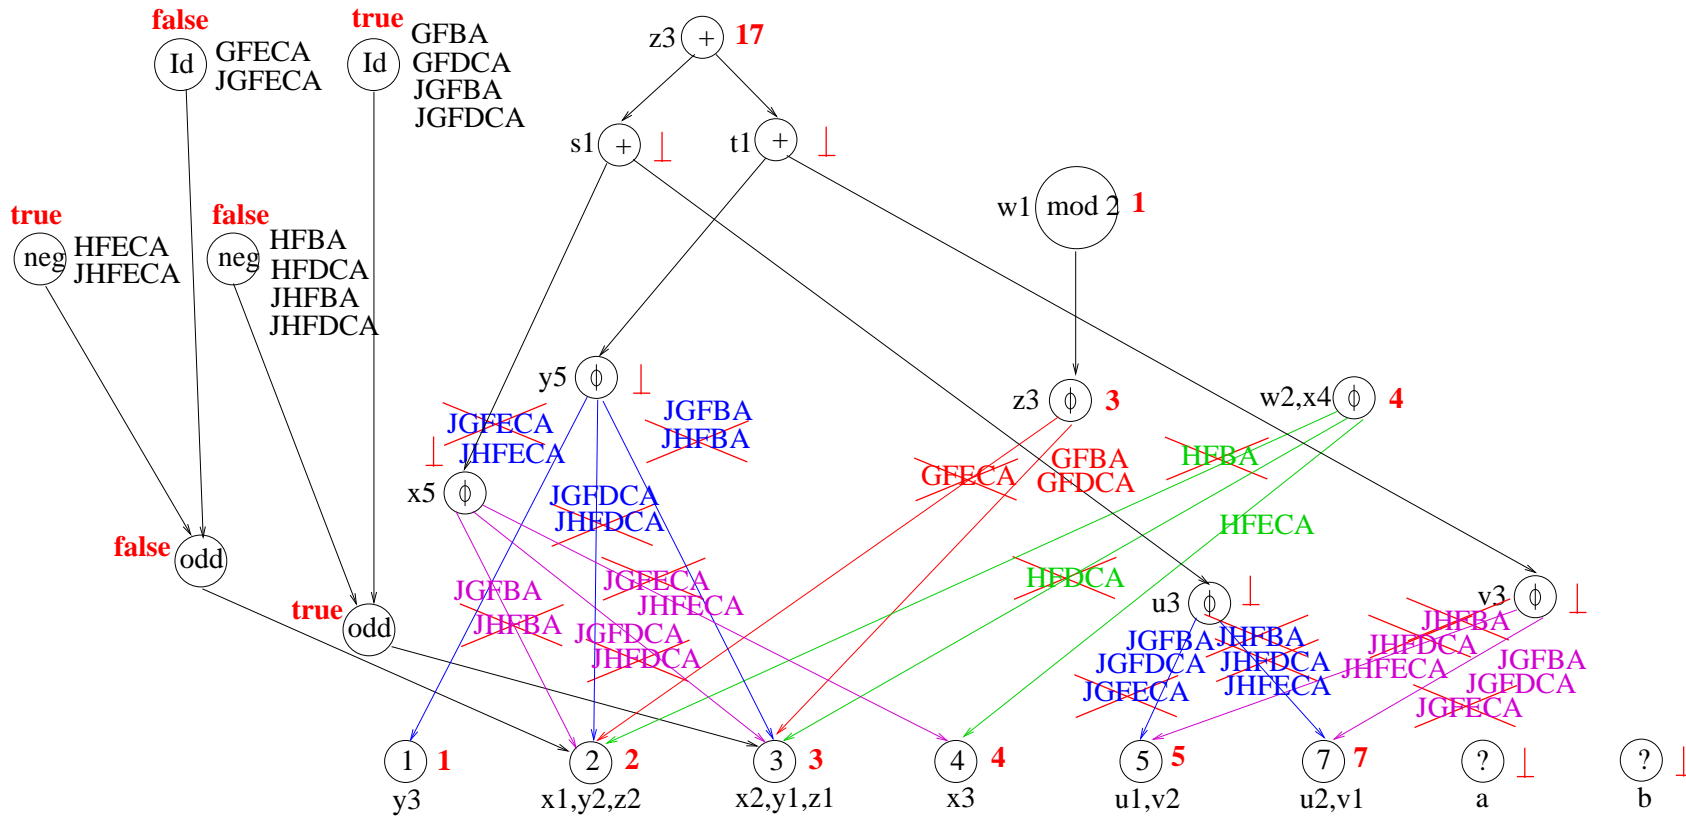 false
Id
GFECA
JGFECA
true
Id
GFBA
GFDCA
JGFBA
JGFDCA
z3
+
17
s1
+
⊥
t1
+
⊥
w1
mod 2
1
true
neg
HFECA
JHFECA
false
neg
HFBA
HFDCA
JHFBA
JHFDCA
y5
ϕ
⊥
z3
ϕ
3
w2,x4
ϕ
4
JGFECA
JHFECA
JGFBA
JHFBA
⊥
x5
ϕ
JGFDCA
JHFDCA
GFECA
GFBA
GFDCA
HFBA
HFECA
HFDCA
false
odd
true
odd
JGFBA
JHFBA
JGFECA
JHFECA
JGFDCA
JHFDCA
u3
ϕ
⊥
v3
ϕ
⊥
JGFBA
JGFDCA
JGFECA
JHFBA
JHFDCA
JHFECA
JHFBA
JHFDCA
JHFECA
JGFBA
JGFDCA
JGFECA
1 1
2 2
3 3
4 4
5 5
7 7
? ⊥
? ⊥
y3
x1,y2,z2
x2,y1,z1
x3
u1,v2
u2,v1
a
b